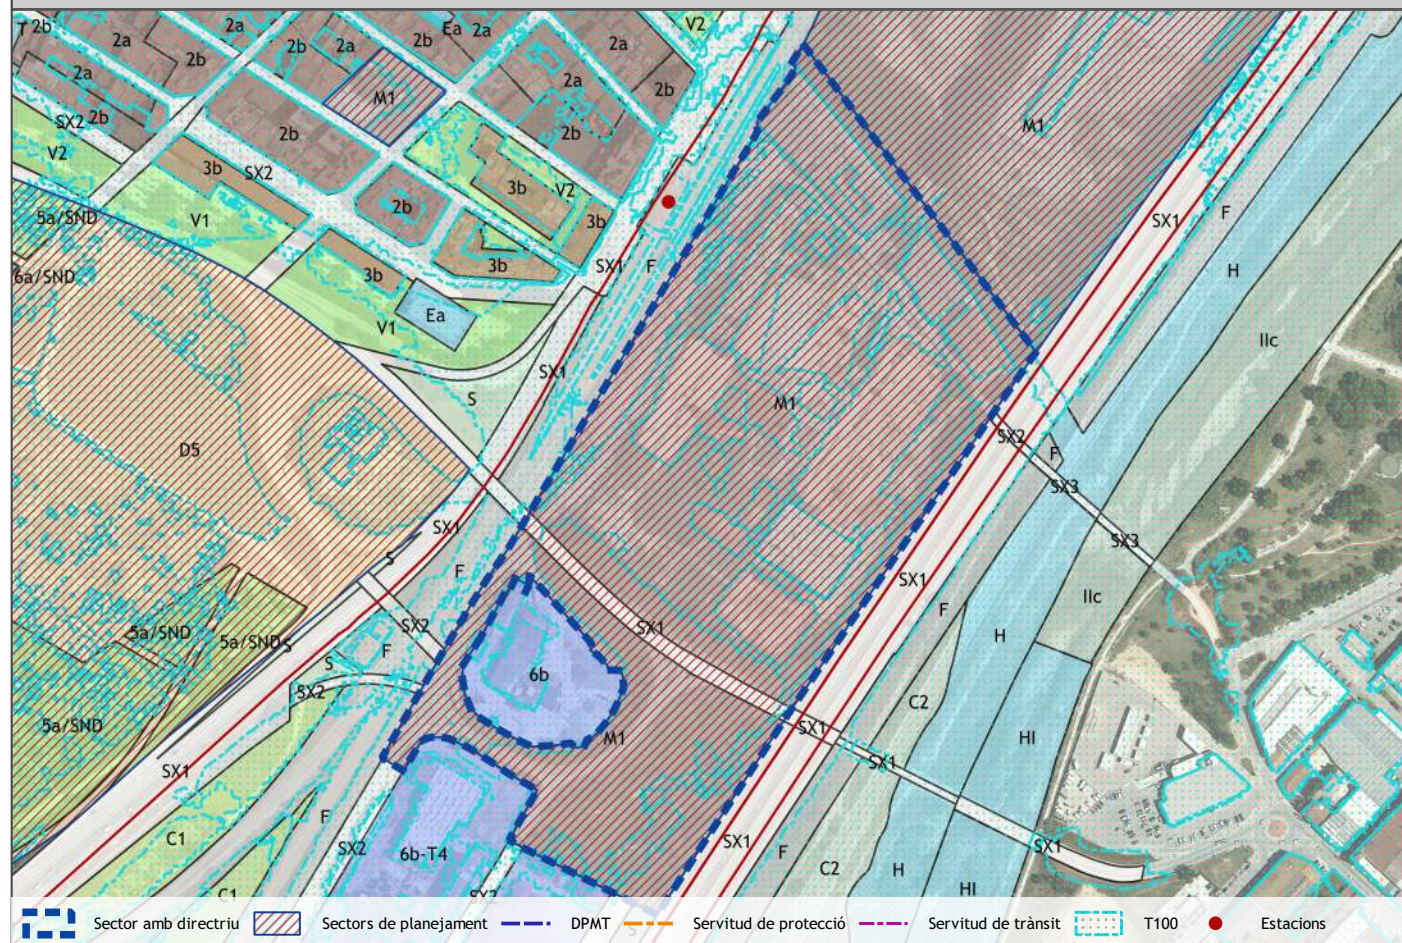 T 2b
2a
Ea
2a
V2
2a
2b
2a
2b
2a
2b
2a
2a
2b
M1
SX2
2b
2b
2b
M1
V2
3b
SX2
3b
V2
5a/SND
V1
2b
3b
SX1
F
SX1
F
3b
3b
H
6a/SND
V1
Ea
IIc
SX1
S
M1
D5
SX2
F
SX3
SX1
SX3
S
F
SX1
F
IIc
5a/SND
5a/SND
S
SX2
SX1
H
F
S
SX2
6b
C2
5a/SND
M1
SX1
HI
SX1
SX1
F
C1
SX2
6b-T4
SX1
F
SX1
C2
H
HI
C1
SX2
S
Sector amb directriu
Sectors de planejament
DPMT
Servitud de protecció
Servitud de trànsit
T100
Estacions